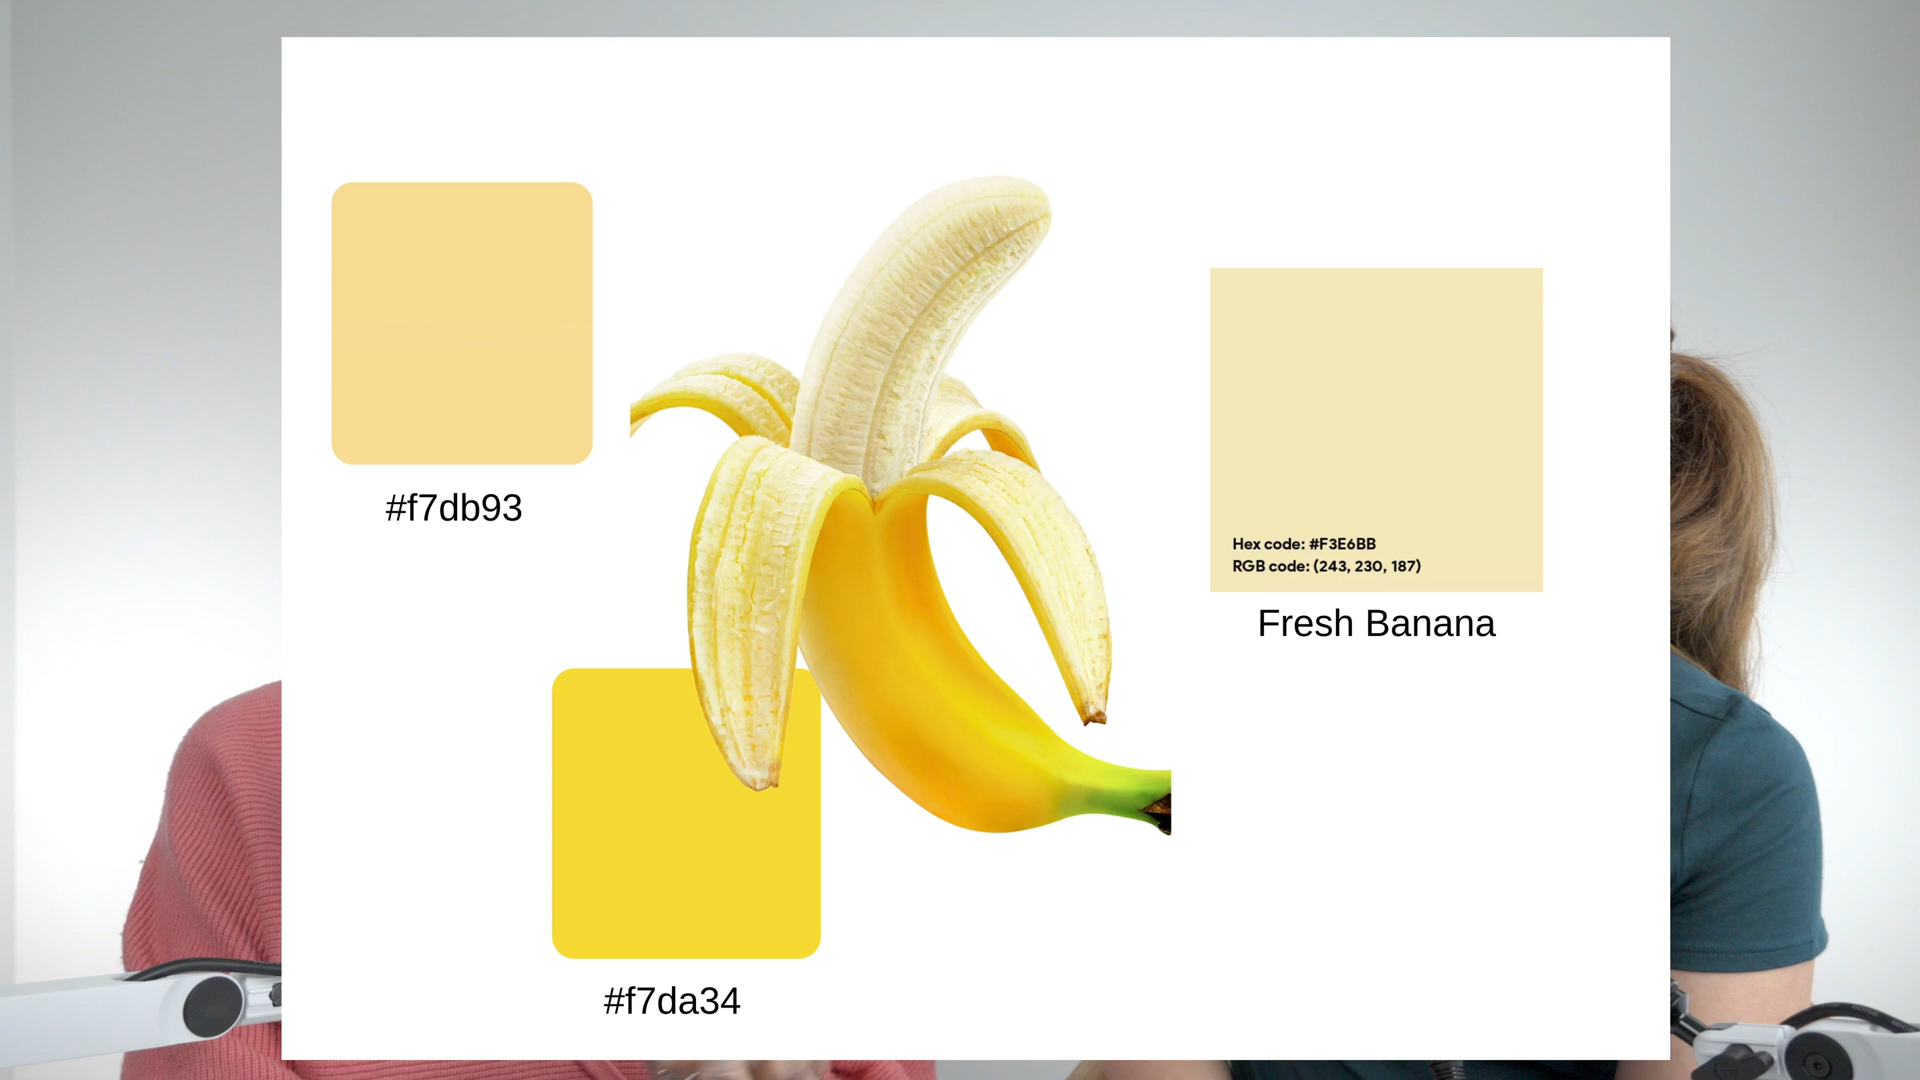 #f7db93
Hex code: #F3E6BB
RGB code: (243, 230, 187)
Fresh Banana
#f7da34